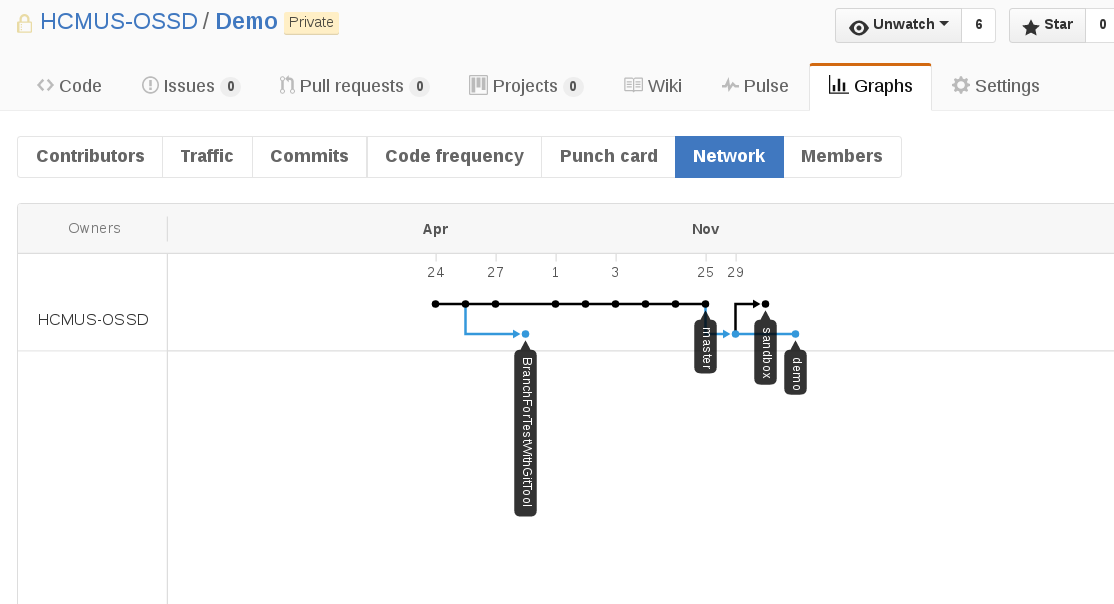 HCMUS-OSSD / Demo Private Unwatch 6 Star 0
Code Issues 0 Pull requests 0 Projects 0 Wiki Pulse Graphs Settings
Contributors Traffic Commits Code frequency Punch card Network Members
Owners Apr Nov
24 27 1 3 25 29
HCMUS-OSSD
master
sandbox
demo
BranchForTestWithGitTool